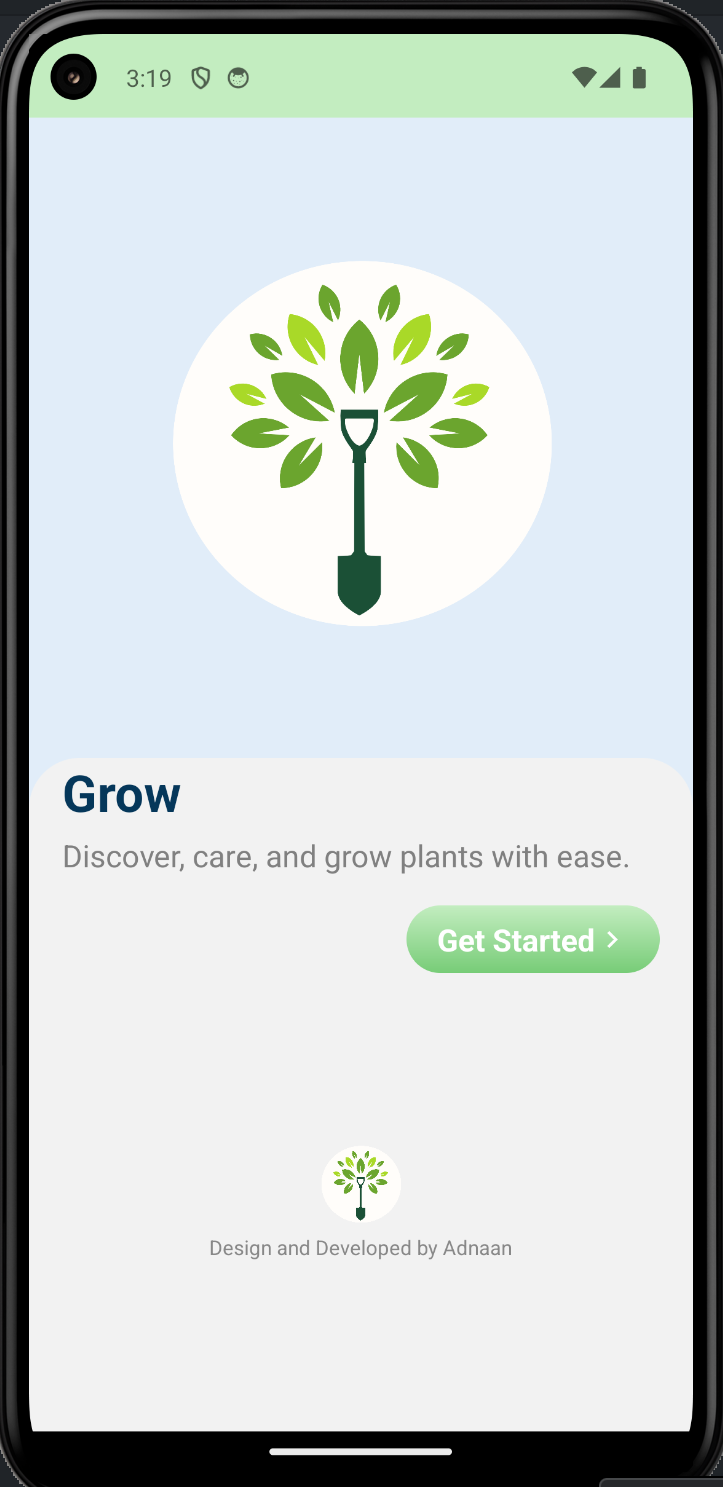 3:19
Grow
Discover, care, and grow plants with ease.
Get Started
Design and Developed by Adnaan